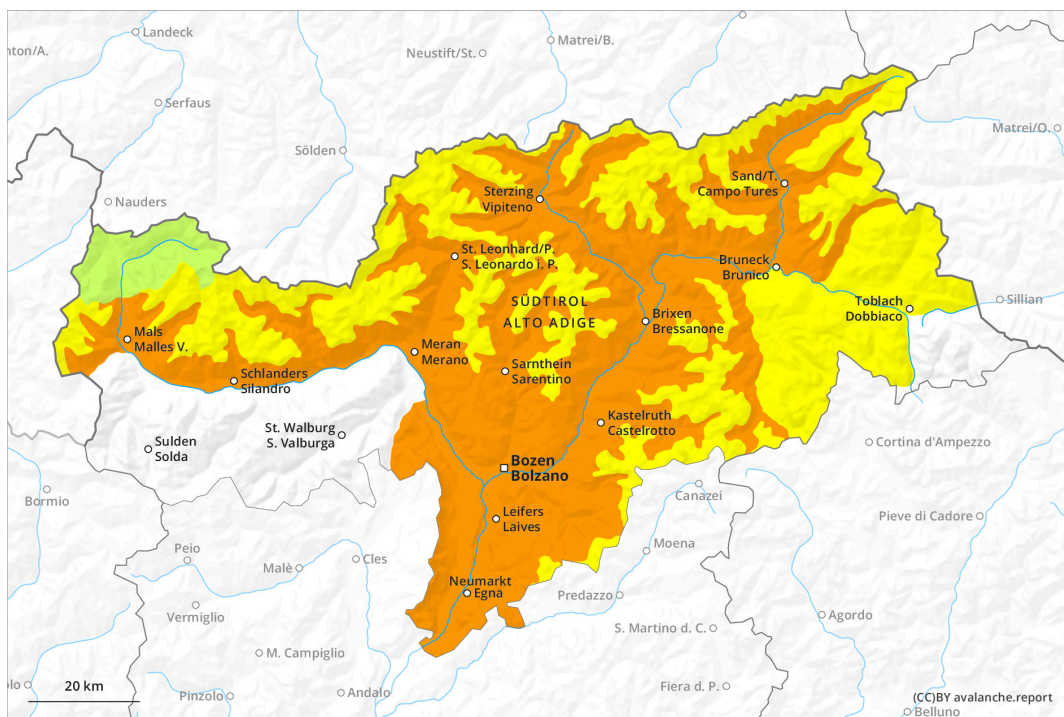 Landeck
nton/A.
Neustift/St.
Matrei/B.
Serfaus
Sölden
Matrei/O.
Nauders
Sterzing
Vipiteno
Sand/T.
Campo Tures
St. Leonhard/P.
S. Leonardo i. P.
Bruneck
Brunico
SÜDTIROL
ALTO ADIGE
Toblach
Dobbiaco
Sillian
Mals
Malles V.
Brixen
Bressanone
Meran
Merano
Schlanders
Silandro
Sarnthein
Sarentino
Kastelruth
Castelrotto
St. Walburg
S. Valburga
Sulden
Solda
Cortina d'Ampezzo
Bozen
Bolzano
Bormio
Canazei
Leifers
Laives
Pieve di Cadore
Peio
Cles
Moena
Malè
Neumarkt
Egna
Predazzo
Vermiglio
Agordo
S. Martino d. C.
M. Campiglio
olo
20 km
Pinzolo
Andalo
Fiera d. P.
(CC)BY avalanche.report
Belluno